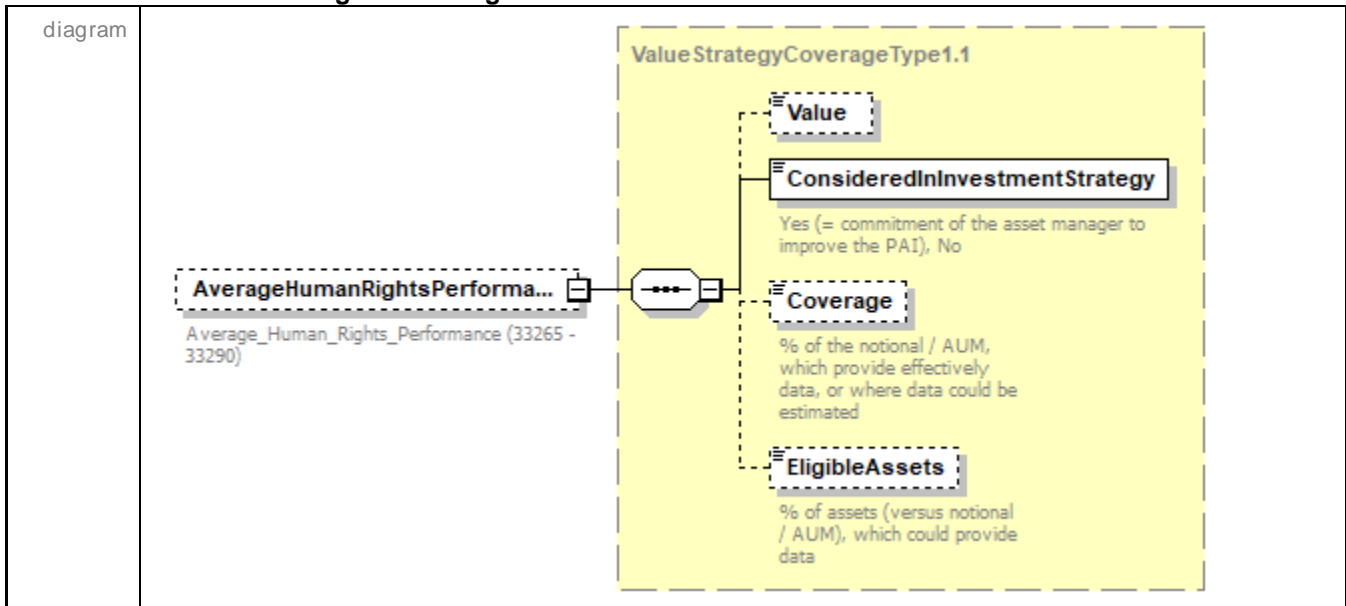 diagram
ValueStrategyCoverageType1.1
Value
ConsideredInInvestmentStrategy
Yes (= commitment of the asset manager to
improve the PAI), No
AverageHumanRightsPerforma...
Average_Human_Rights_Performance (33265 -
33290)
Coverage
% of the notional / AUM,
which provide effectively
data, or where data could be
estimated
EligibleAssets
% of assets (versus notional
/ AUM), which could provide
data